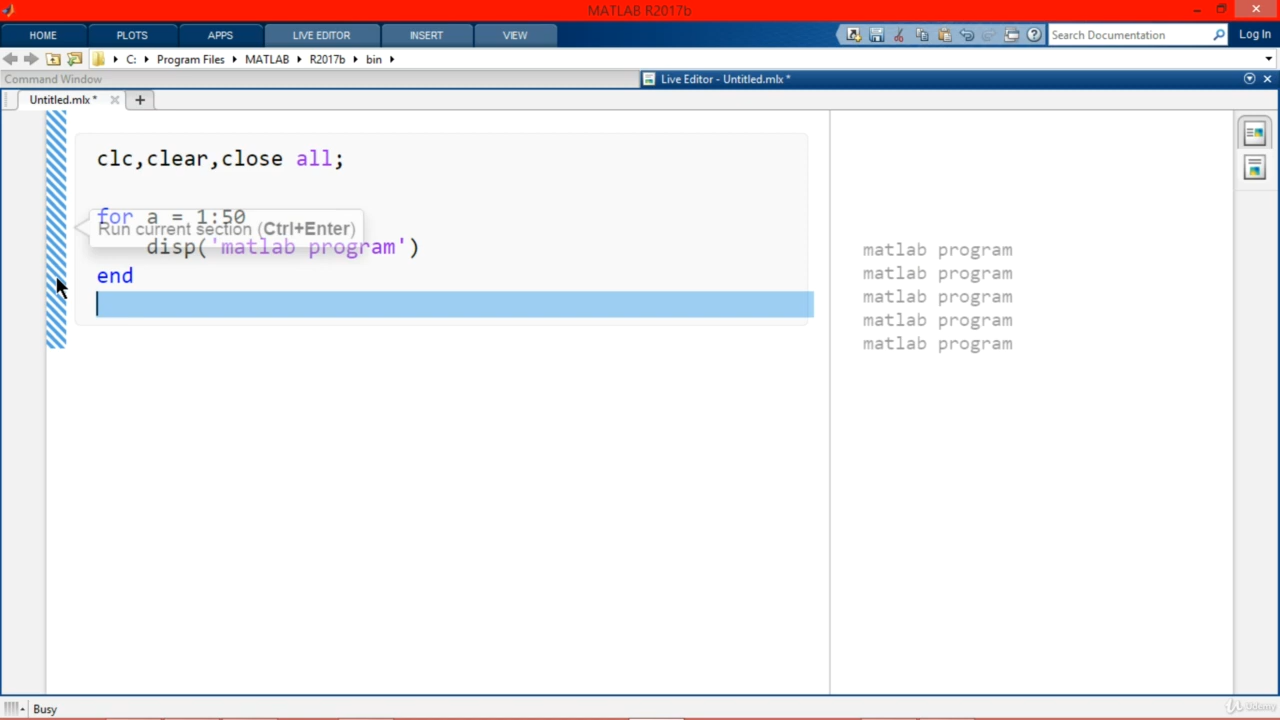 MATLAB R2017b
HOME PLOTS APPS LIVE EDITOR INSERT VIEW Search Documentation Log In
C: Program Files MATLAB R2017b bin
Command Window Live Editor - Untitled.mlx *
Untitled.mlx * × +
clc,clear,close all;
for a = 1:50
Run current section (Ctrl+Enter)
disp('matlab program')
end
matlab program
matlab program
matlab program
matlab program
matlab program
Busy
Udemy